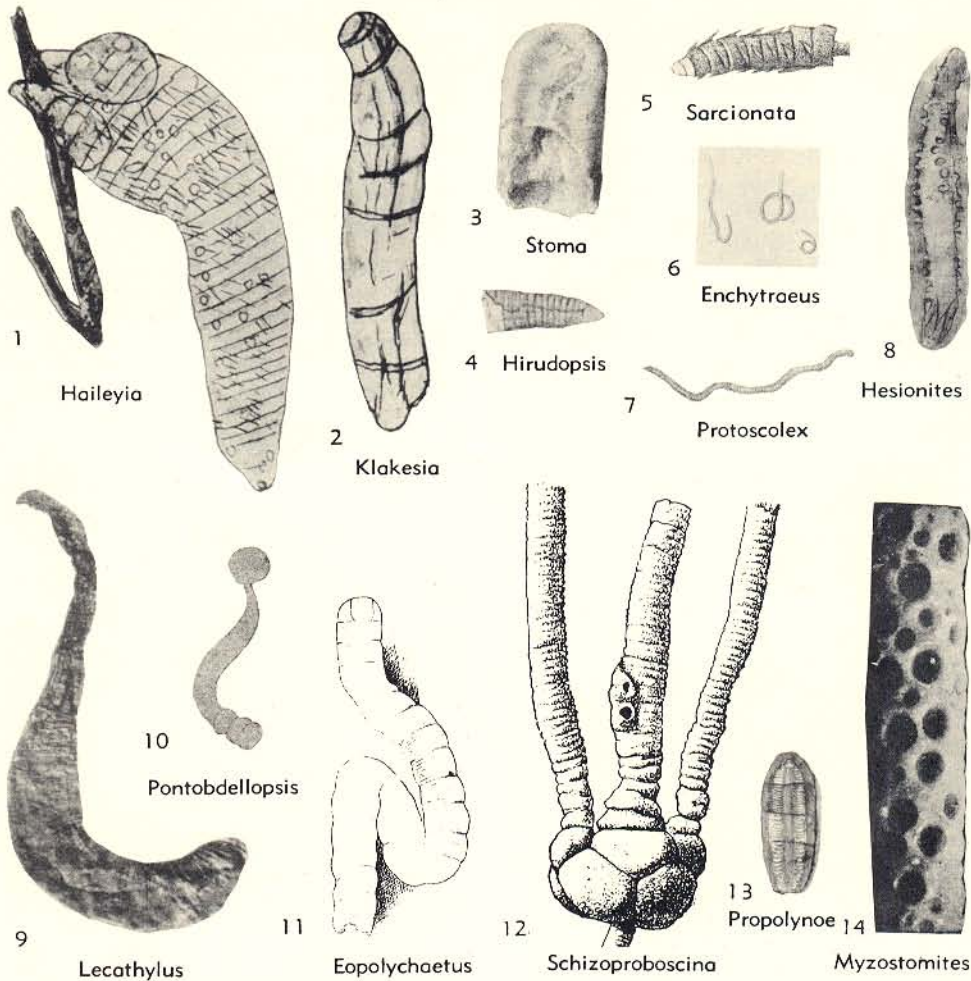 1
Haileyia
2
Klakesia
3
Stoma
4
Hirudopsis
5
Sarcionata
6
Enchytraeus
7
Protoscolex
8
Hesionites
9
Lecathylus
10
Pontobdellopsis
11
Eopolychaetus
12
Schizoproboscina
13
Propolynoe
14
Myzostomites